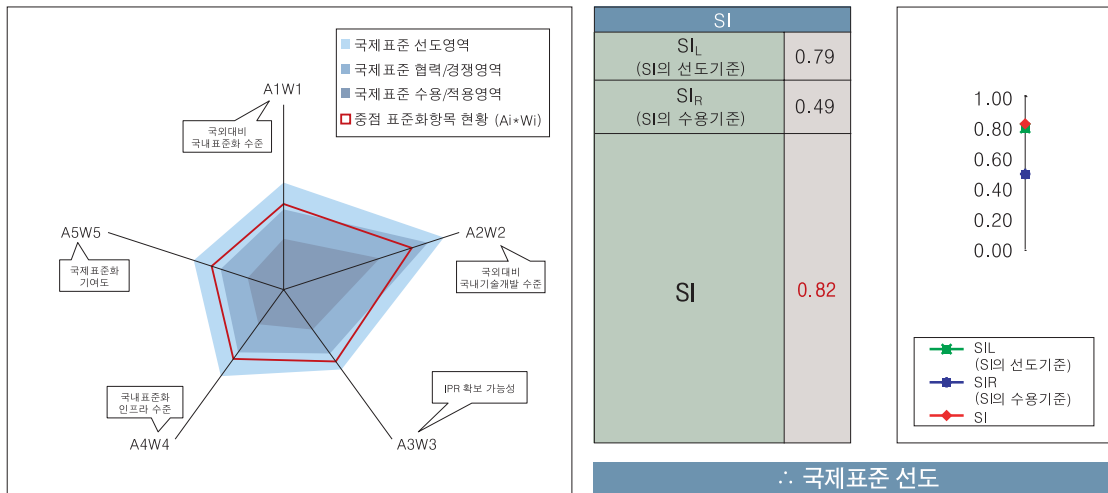 국제표준 선도영역
국제표준 협력/경쟁영역
국제표준 수용/적용영역
중점 표준화항목 현황 (Ai*Wi)
A1W1
국외대비
국내표준화 수준
A2W2
국외대비
국내기술개발 수준
A5W5
국제표준화
기여도
국내표준화
인프라 수준
A4W4
IPR 확보 가능성
A3W3
SI
SIL
(SI의 선도기준)
0.79
SIR
(SI의 수용기준)
0.49
SI
0.82
1.00
0.80
0.60
0.40
0.20
0.00
SIL
(SI의 선도기준)
SIR
(SI의 수용기준)
SI
∴ 국제표준 선도